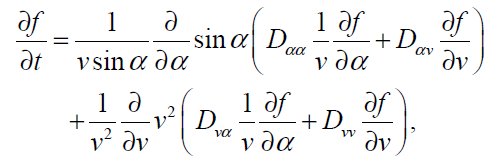 ∂f/∂t = 1/(v sin α) ∂/∂α sin α ( D_αα 1/v ∂f/∂α + D_αv ∂f/∂v )
+ 1/v² ∂/∂v v² ( D_vα 1/v ∂f/∂α + D_vv ∂f/∂v ),